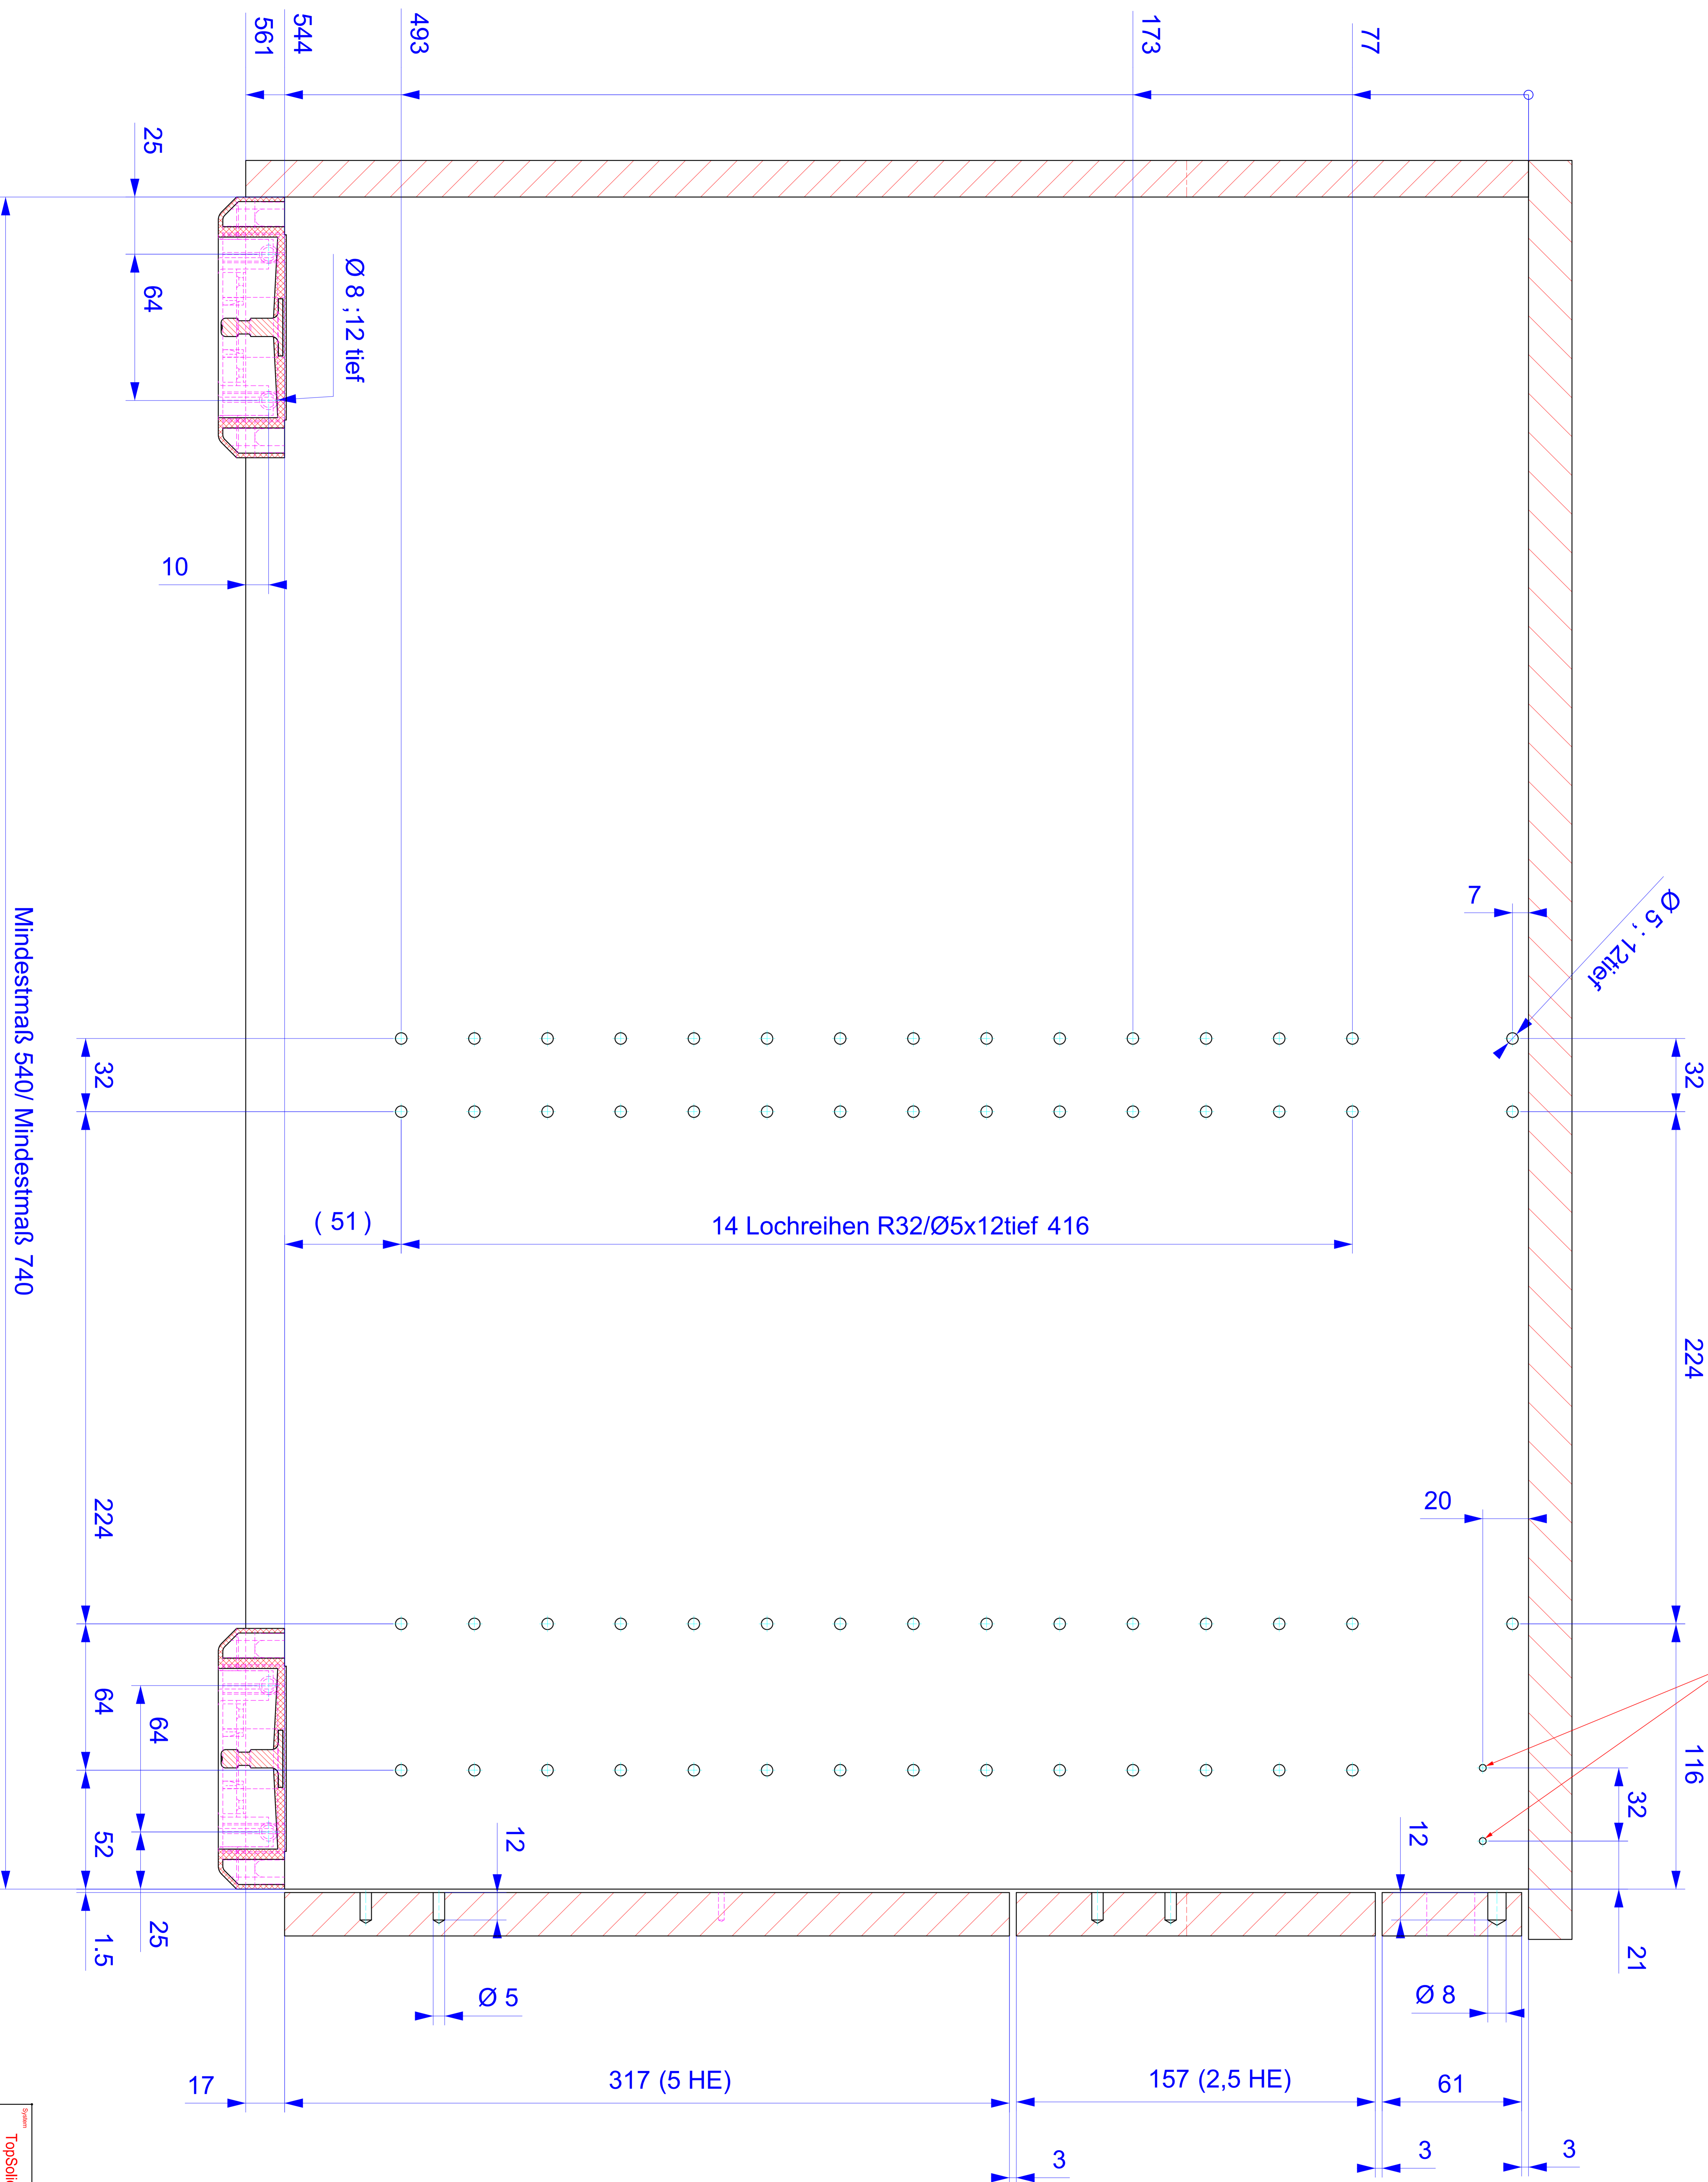 561
544
493
173
77
25
64
Ø 8 ;12 tief
10
7
Ø 5 ; 12tief
32
224
116
32
21
20
32
( 51 )
14 Lochreihen R32/Ø5x12tief 416
Mindestmaß 540/ Mindestmaß 740
224
64
64
52
25
1.5
12
12
Ø 5
Ø 8
17
317 (5 HE)
157 (2,5 HE)
61
3
3
3
System